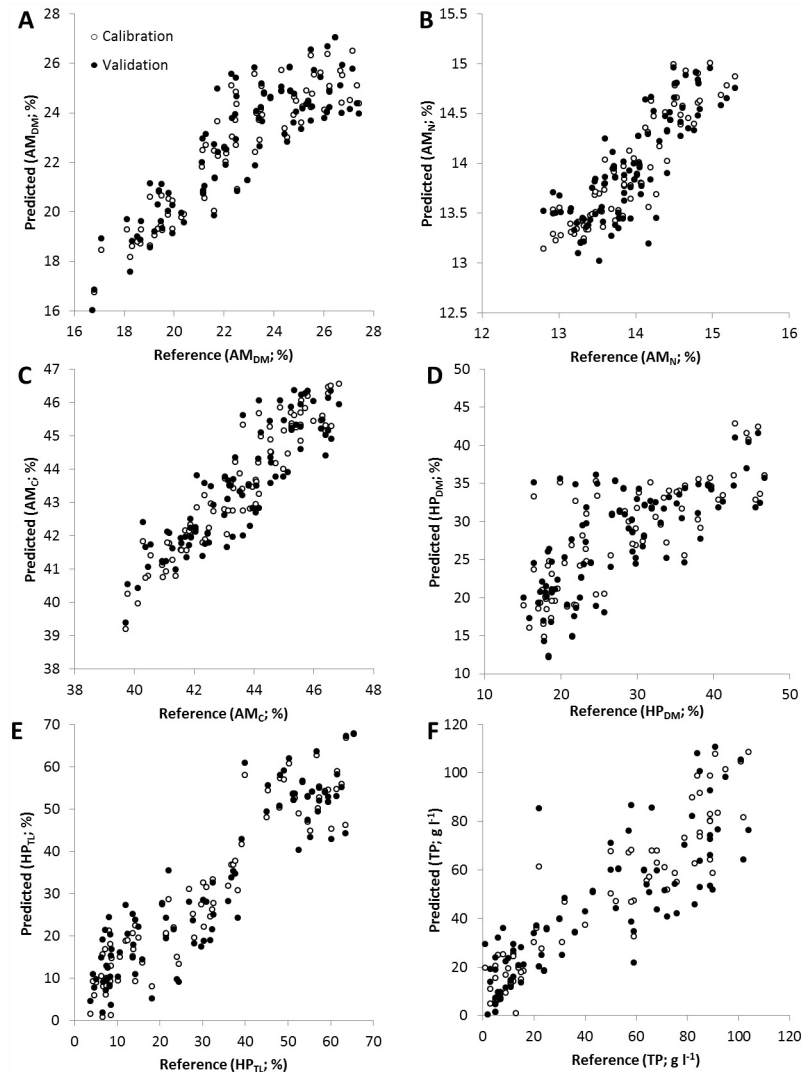 A
○ Calibration
● Validation
Predicted (AM_DM; %)
28
26
24
22
20
18
16
16 18 20 22 24 26 28
Reference (AM_DM; %)
B
Predicted (AM_N; %)
15.5
15
14.5
14
13.5
13
12.5
12 13 14 15 16
Reference (AM_N; %)
C
Predicted (AM_C; %)
47
46
45
44
43
42
41
40
39
38
38 40 42 44 46 48
Reference (AM_C; %)
D
Predicted (HP_DM; %)
50
45
40
35
30
25
20
15
10
10 20 30 40 50
Reference (HP_DM; %)
E
Predicted (HP_TL; %)
70
60
50
40
30
20
10
0
0 10 20 30 40 50 60 70
Reference (HP_TL; %)
F
Predicted (TP; g l⁻¹)
120
100
80
60
40
20
0
0 20 40 60 80 100 120
Reference (TP; g l⁻¹)